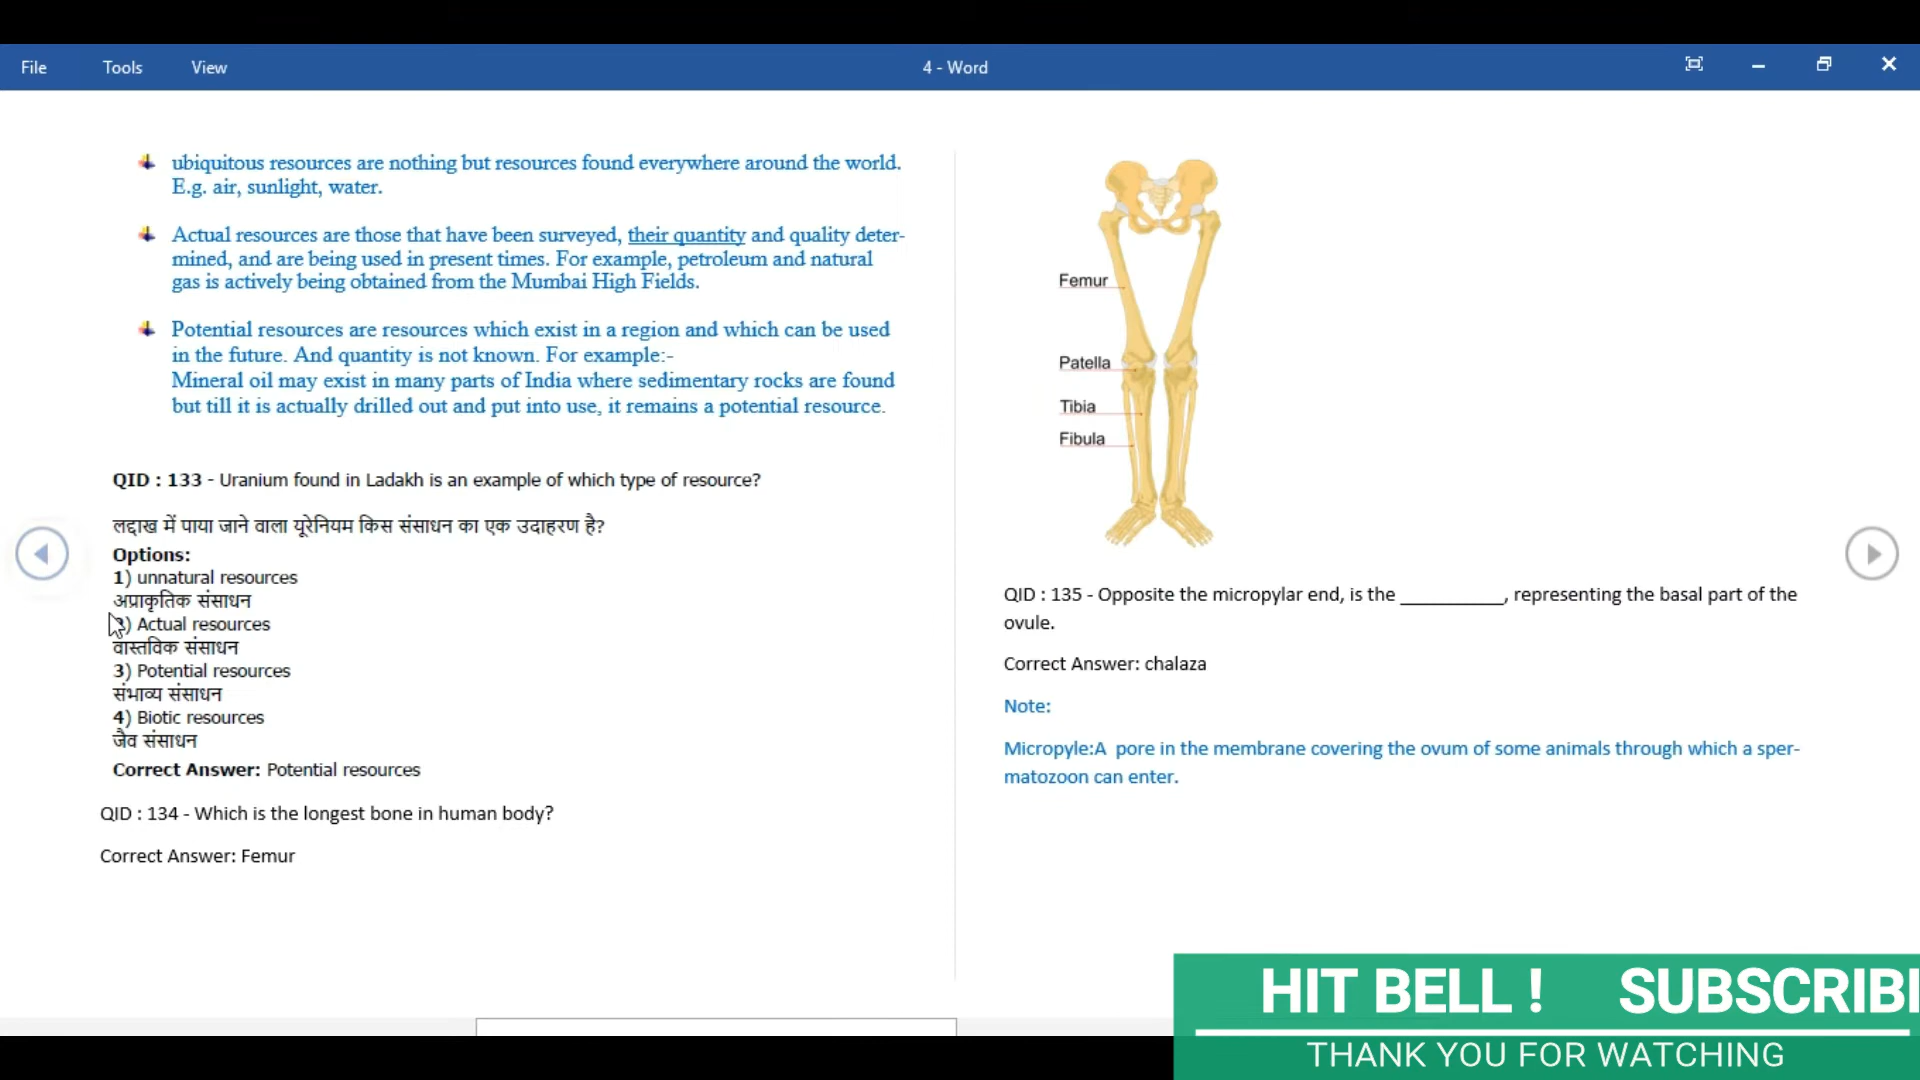 File Tools View 4 - Word
ubiquitous resources are nothing but resources found everywhere around the world.
E.g. air, sunlight, water.
Actual resources are those that have been surveyed, their quantity and quality deter-
mined, and are being used in present times. For example, petroleum and natural
gas is actively being obtained from the Mumbai High Fields.
Potential resources are resources which exist in a region and which can be used
in the future. And quantity is not known. For example:-
Mineral oil may exist in many parts of India where sedimentary rocks are found
but till it is actually drilled out and put into use, it remains a potential resource.
QID : 133 - Uranium found in Ladakh is an example of which type of resource?
लद्दाख में पाया जाने वाला यूरेनियम किस संसाधन का एक उदाहरण है?
Options:
1) unnatural resources
अप्राकृतिक संसाधन
2) Actual resources
वास्तविक संसाधन
3) Potential resources
संभाव्य संसाधन
4) Biotic resources
जैव संसाधन
Correct Answer: Potential resources
QID : 134 - Which is the longest bone in human body?
Correct Answer: Femur
Femur
Patella
Tibia
Fibula
QID : 135 - Opposite the micropylar end, is the __________, representing the basal part of the
ovule.
Correct Answer: chalaza
Note:
Micropyle:A pore in the membrane covering the ovum of some animals through which a sper-
matozoon can enter.
HIT BELL ! SUBSCRIBI
THANK YOU FOR WATCHING